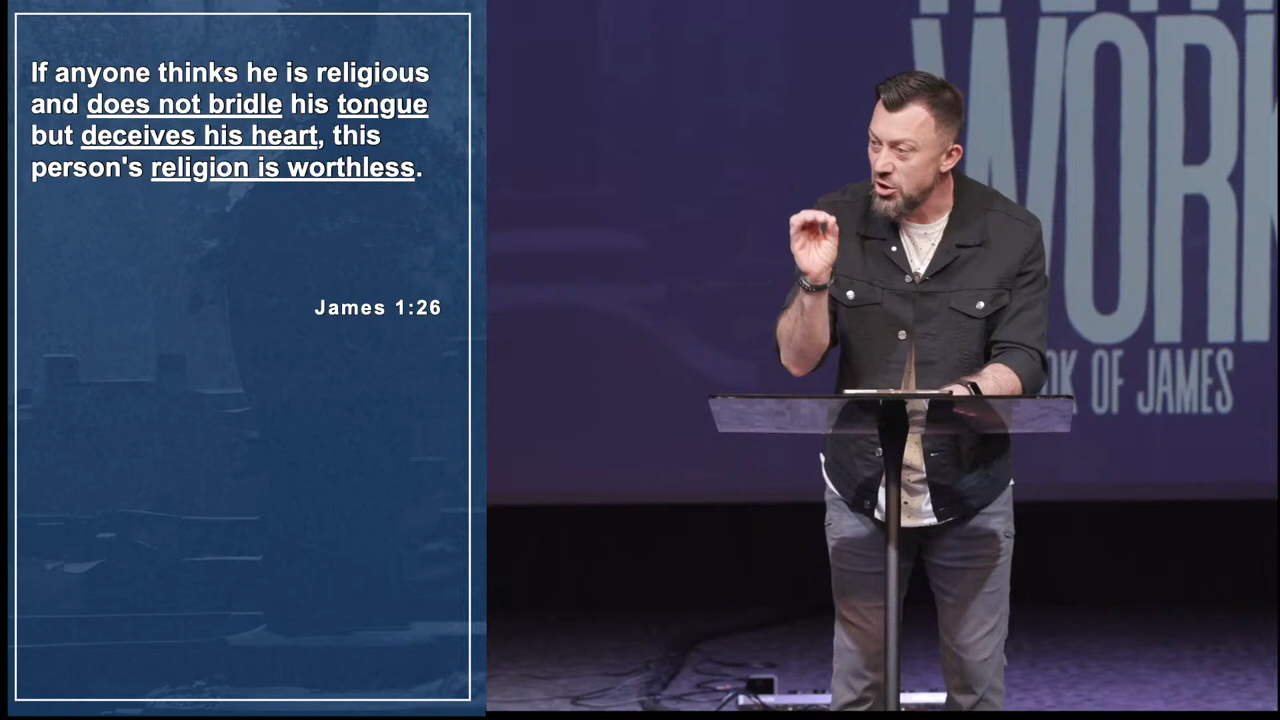 If anyone thinks he is religious
and does not bridle his tongue
but deceives his heart, this
person's religion is worthless.
James 1:26
WORK
OF JAMES